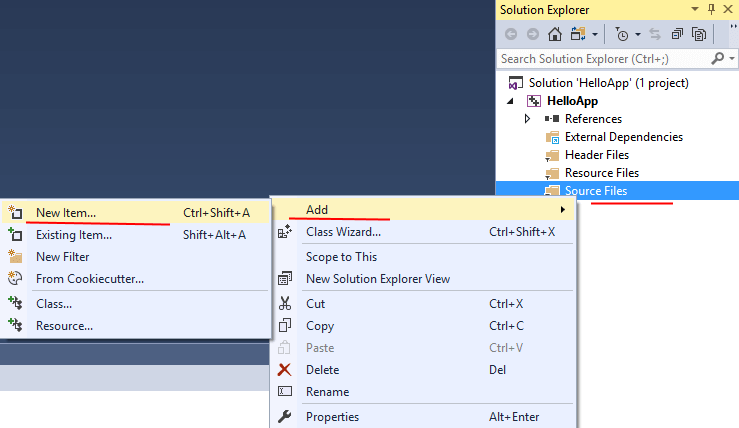 Solution Explorer
Search Solution Explorer (Ctrl+;)
Solution 'HelloApp' (1 project)
HelloApp
References
External Dependencies
Header Files
Resource Files
Source Files
Add
Class Wizard... Ctrl+Shift+X
Scope to This
New Solution Explorer View
Cut Ctrl+X
Copy Ctrl+C
Paste Ctrl+V
Delete Del
Rename
Properties Alt+Enter
New Item... Ctrl+Shift+A
Existing Item... Shift+Alt+A
New Filter
From Cookiecutter...
Class...
Resource...